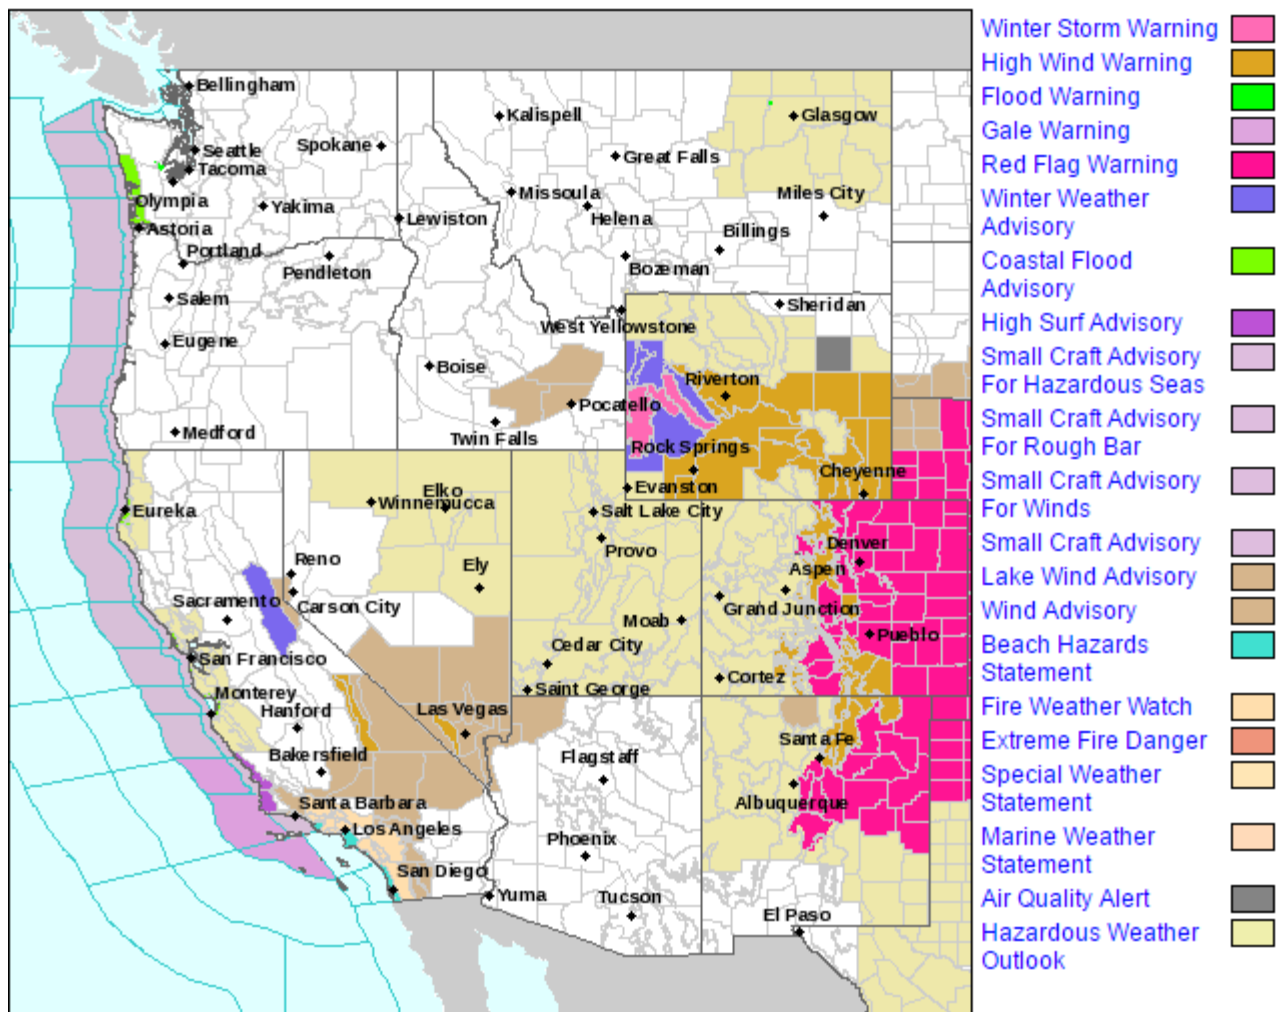 Bellingham
Kalispell
Glasgow
Seattle
Spokane
Great Falls
Tacoma
Missoula
Miles City
Olympia
Yakima
Lewiston
Helena
Astoria
Billings
Portland
Pendleton
Bozeman
Salem
Sheridan
West Yellowstone
Eugene
Boise
Riverton
Pocatello
Medford
Twin Falls
Rock Springs
Cheyenne
Elko
Evanston
Winnemucca
Eureka
Salt Lake City
Provo
Denver
Reno
Ely
Aspen
Sacramento
Carson City
Grand Junction
Moab
Pueblo
Cedar City
San Francisco
Cortez
Saint George
Monterey
Hanford
Las Vegas
Santa Fe
Bakersfield
Flagstaff
Santa Barbara
Albuquerque
Los Angeles
Phoenix
San Diego
Yuma
Tucson
El Paso
Winter Storm Warning
High Wind Warning
Flood Warning
Gale Warning
Red Flag Warning
Winter Weather
Advisory
Coastal Flood
Advisory
High Surf Advisory
Small Craft Advisory
For Hazardous Seas
Small Craft Advisory
For Rough Bar
Small Craft Advisory
For Winds
Small Craft Advisory
Lake Wind Advisory
Wind Advisory
Beach Hazards
Statement
Fire Weather Watch
Extreme Fire Danger
Special Weather
Statement
Marine Weather
Statement
Air Quality Alert
Hazardous Weather
Outlook